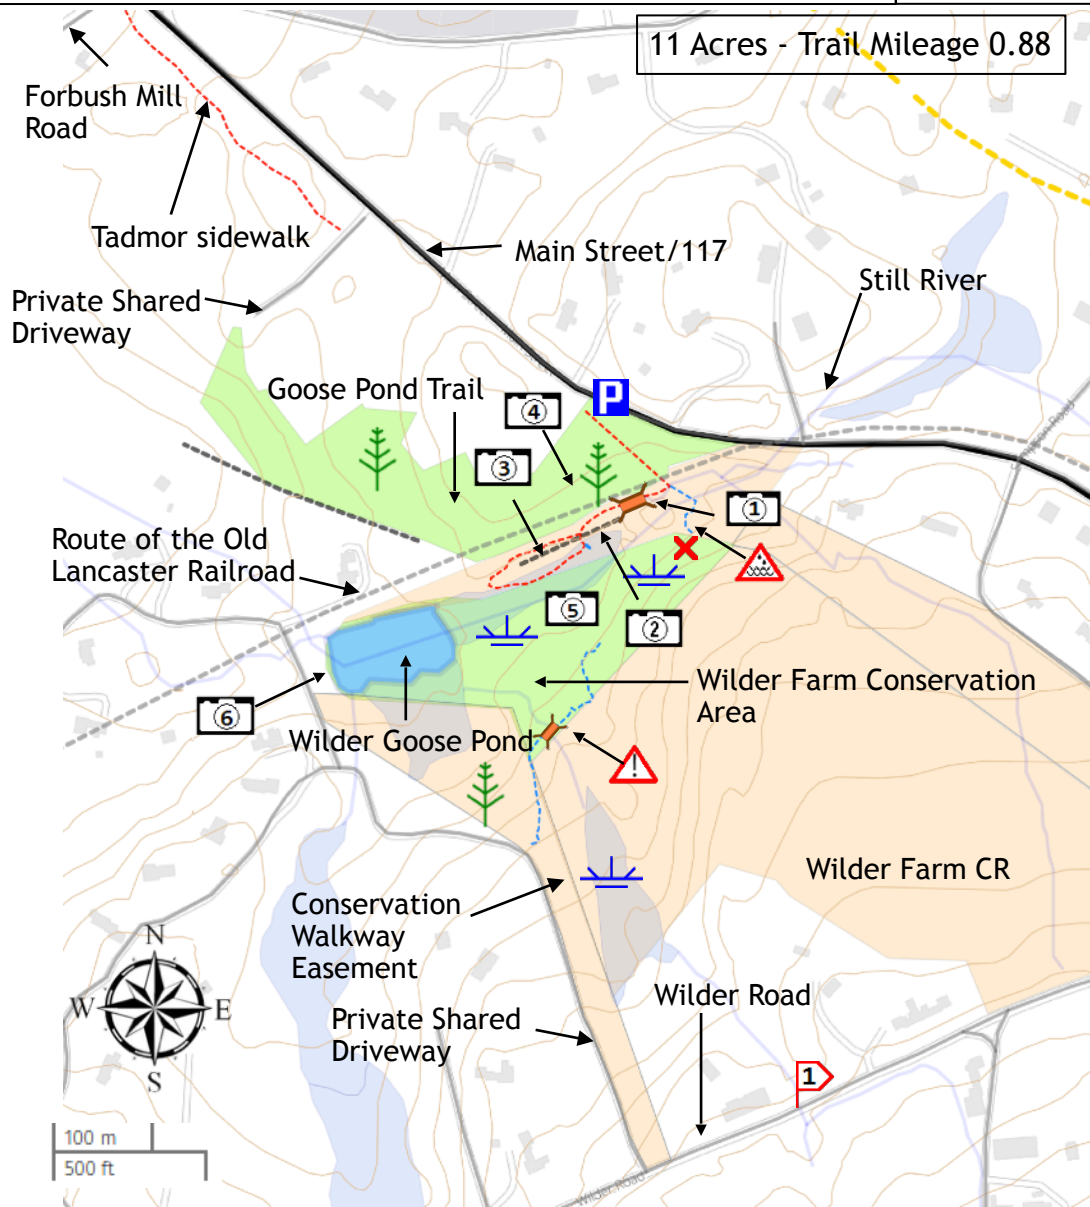 11 Acres - Trail Mileage 0.88
Forbush Mill
Road
Tadmor sidewalk
Main Street/117
Still River
Private Shared
Driveway
P
Goose Pond Trail
4
3
1
Route of the Old
Lancaster Railroad
5
2
Wilder Farm Conservation
Area
6
Wilder Goose Pond
!
Wilder Farm CR
Conservation
Walkway
Easement
N
W
E
S
Wilder Road
Private Shared
Driveway
1
100 m
500 ft
Wilder Road